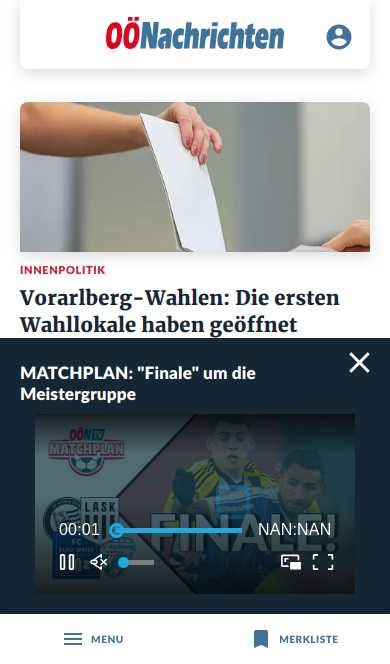 OÖNachrichten
INNENPOLITIK
Vorarlberg-Wahlen: Die ersten
Wahllokale haben geöffnet
MATCHPLAN: "Finale" um die
Meistergruppe
OÖN TV
MATCHPLAN
LASK
FC
FINALE!
00:01
NAN:NAN
MENU
MERKLISTE